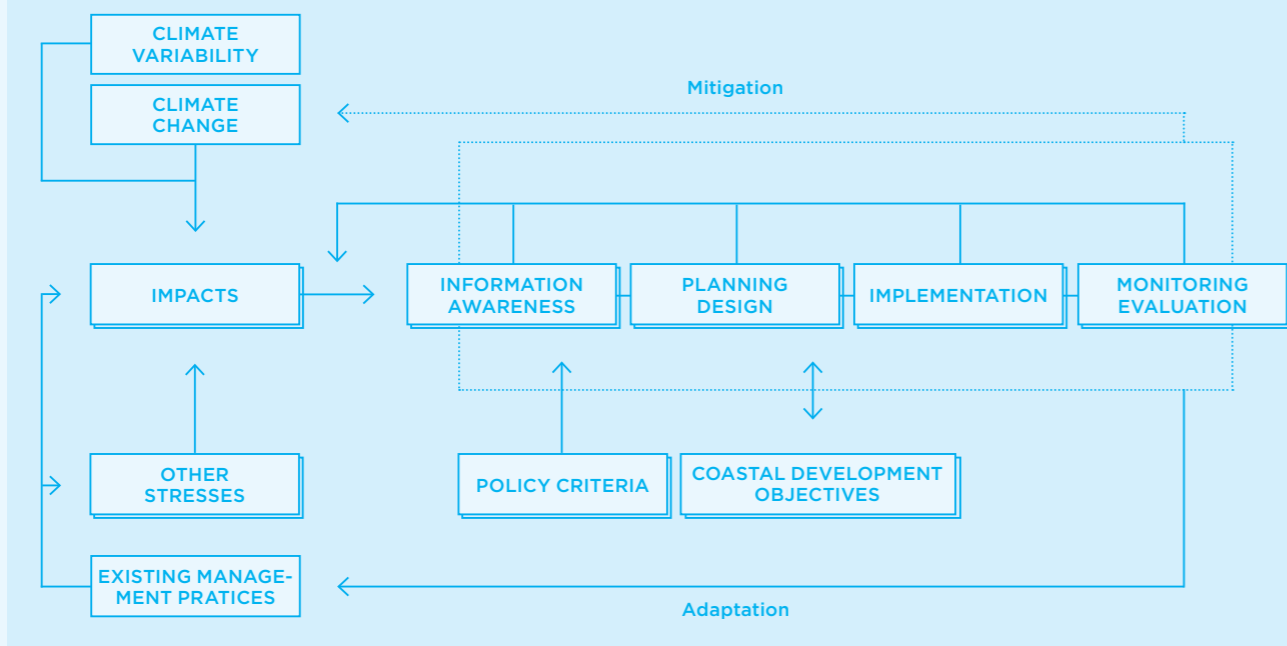 CLIMATE
VARIABILITY
CLIMATE
CHANGE
Mitigation
IMPACTS
INFORMATION
AWARENESS
PLANNING
DESIGN
IMPLEMENTATION
MONITORING
EVALUATION
OTHER
STRESSES
POLICY CRITERIA
COASTAL DEVELOPMENT
OBJECTIVES
EXISTING MANAGE-
MENT PRATICES
Adaptation